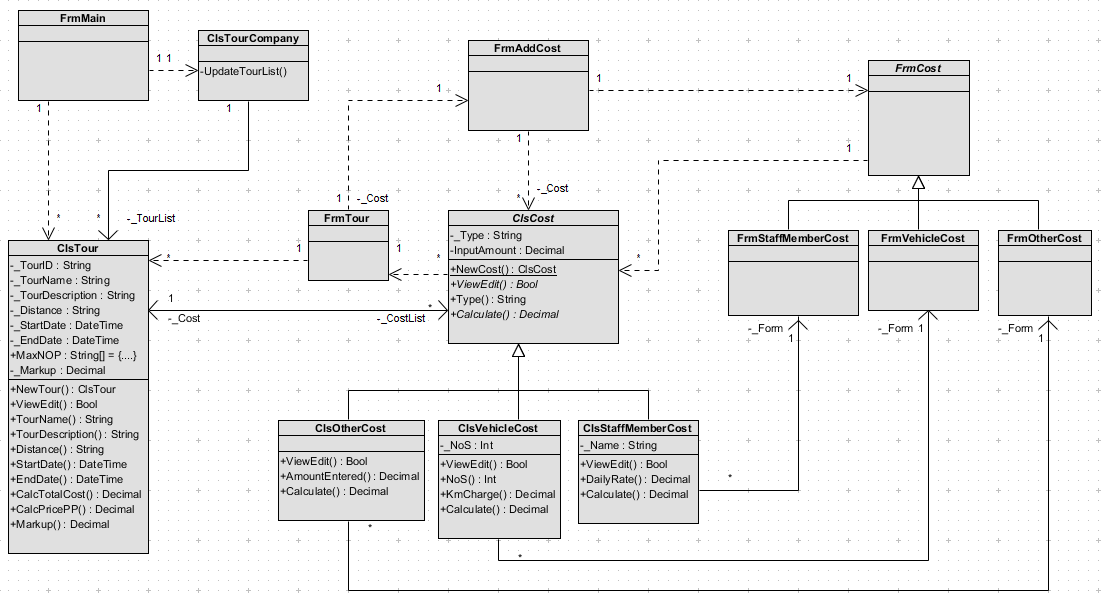 FrmMain
ClsTourCompany
-UpdateTourList()
FrmAddCost
FrmCost
1 1
1
1
1
1
1
1
1
1
*
*
-_TourList
1
-_Cost
*
-_Cost
FrmTour
1
1
*
*
*
ClsCost
-_Type : String
-InputAmount : Decimal
+NewCost() : ClsCost
+ViewEdit() : Bool
+Type() : String
+Calculate() : Decimal
ClsTour
-_TourID : String
-_TourName : String
-_TourDescription : String
-_Distance : String
-_StartDate : DateTime
-_EndDate : DateTime
+MaxNOP : String[] = {....}
-_Markup : Decimal
+NewTour() : ClsTour
+ViewEdit() : Bool
+TourName() : String
+TourDescription() : String
+Distance() : String
+StartDate() : DateTime
+EndDate() : DateTime
+CalcTotalCost() : Decimal
+CalcPricePP() : Decimal
+Markup() : Decimal
1
-_Cost
*
-_CostList
FrmStaffMemberCost
FrmVehicleCost
FrmOtherCost
-_Form
1
-_Form 1
-_Form
1
ClsOtherCost
+ViewEdit() : Bool
+AmountEntered() : Decimal
+Calculate() : Decimal
*
ClsVehicleCost
-_NoS : Int
+ViewEdit() : Bool
+NoS() : Int
+KmCharge() : Decimal
+Calculate() : Decimal
*
ClsStaffMemberCost
-_Name : String
+ViewEdit() : Bool
+DailyRate() : Decimal
+Calculate() : Decimal
*